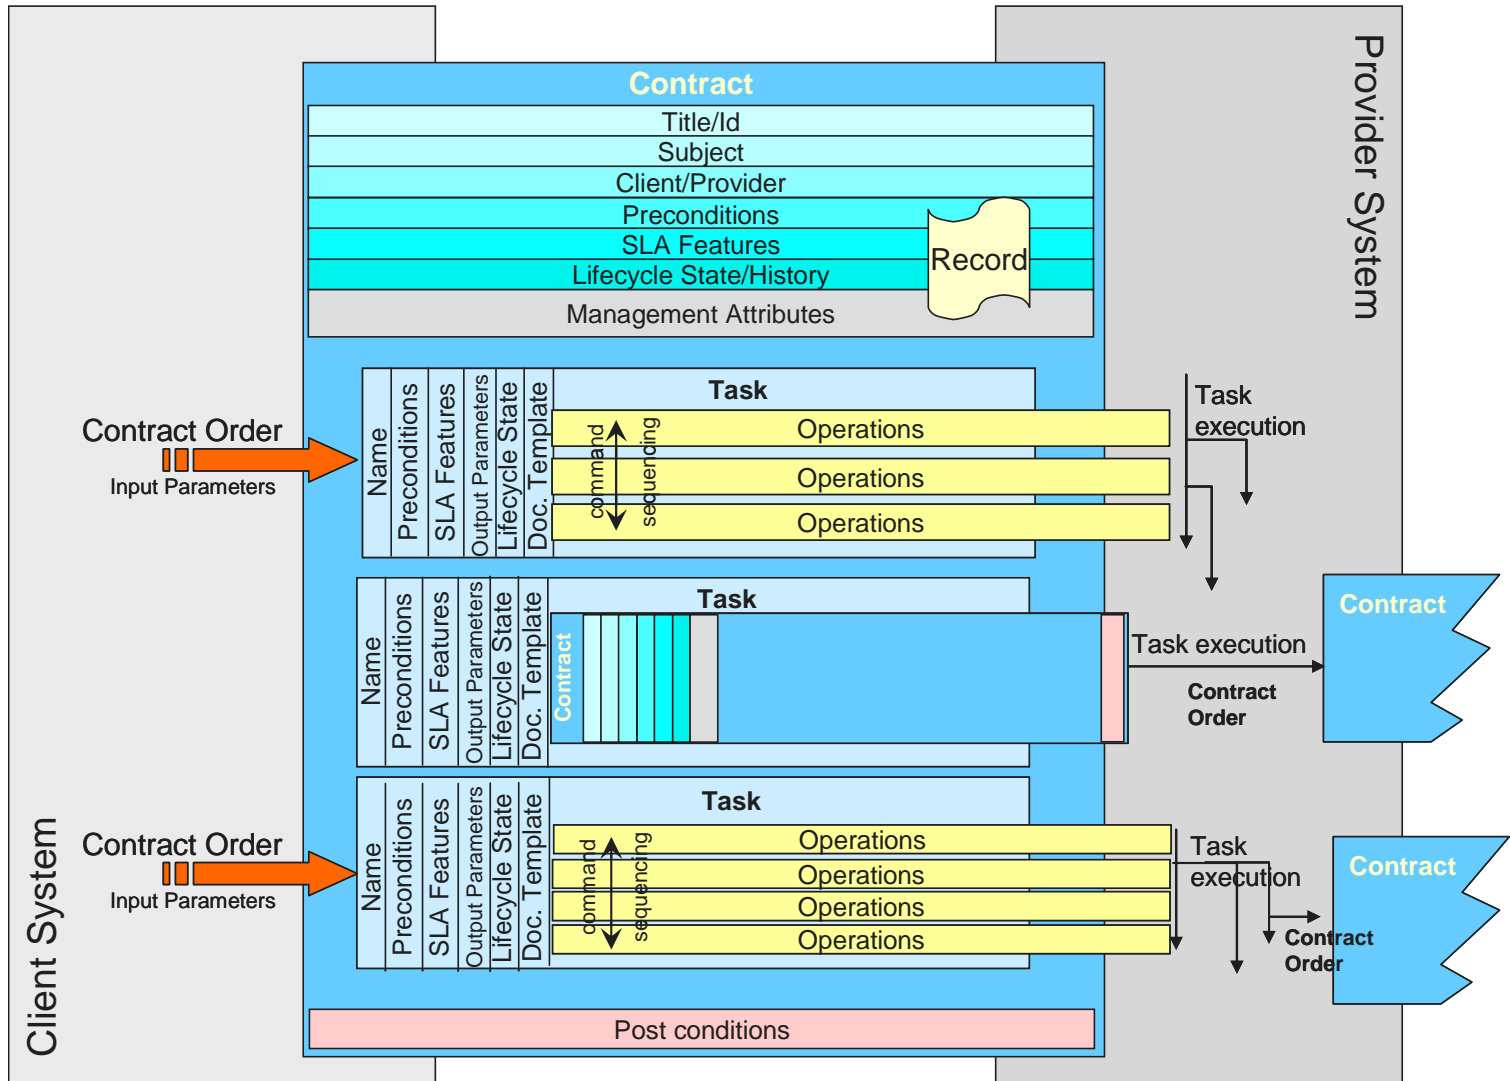 Contract
Title/Id
Subject
Client/Provider
Preconditions
SLA Features
Lifecycle State/History
Management Attributes
Record
Provider System
Client System
Contract Order
Input Parameters
Name
Preconditions
SLA Features
Output Parameters
Lifecycle State
Doc. Template
Task
command
sequencing
Operations
Operations
Operations
Task
execution
Name
Preconditions
SLA Features
Output Parameters
Lifecycle State
Doc. Template
Task
Contract
Task execution
Contract
Order
Contract
Contract Order
Input Parameters
Name
Preconditions
SLA Features
Output Parameters
Lifecycle State
Doc. Template
Task
command
sequencing
Operations
Operations
Operations
Operations
Task
execution
Contract
Order
Contract
Post conditions